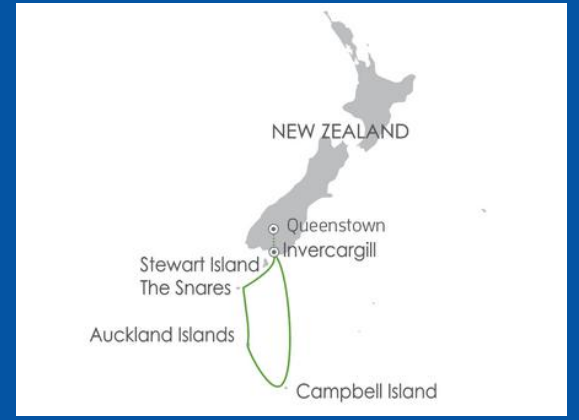 NEW ZEALAND
Queenstown
Invercargill
Stewart Island
The Snares
Auckland Islands
Campbell Island